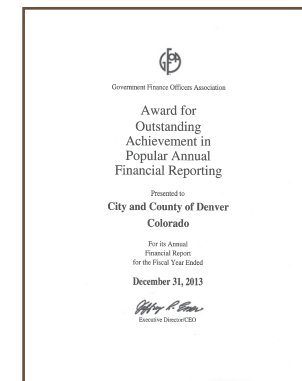 Government Finance Officers Association
Award for
Outstanding
Achievement in
Popular Annual
Financial Reporting
Presented to
City and County of Denver
Colorado
For its Annual
Financial Report
for the Fiscal Year Ended
December 31, 2013
Executive Director/CEO